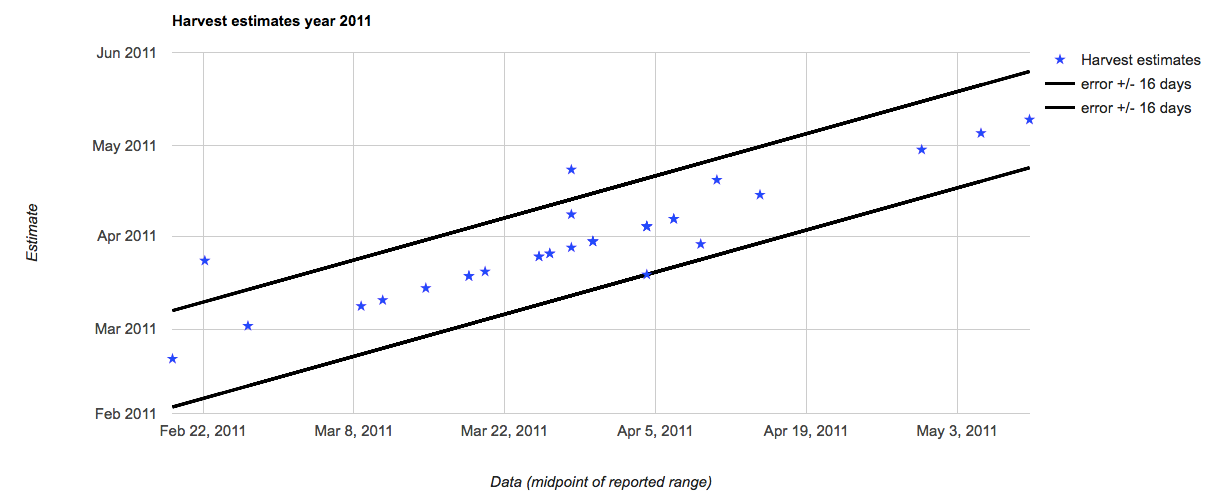 Harvest estimates year 2011
Jun 2011
May 2011
Apr 2011
Mar 2011
Feb 2011
Estimate
Feb 22, 2011 Mar 8, 2011 Mar 22, 2011 Apr 5, 2011 Apr 19, 2011 May 3, 2011
Data (midpoint of reported range)
Harvest estimates
error +/- 16 days
error +/- 16 days